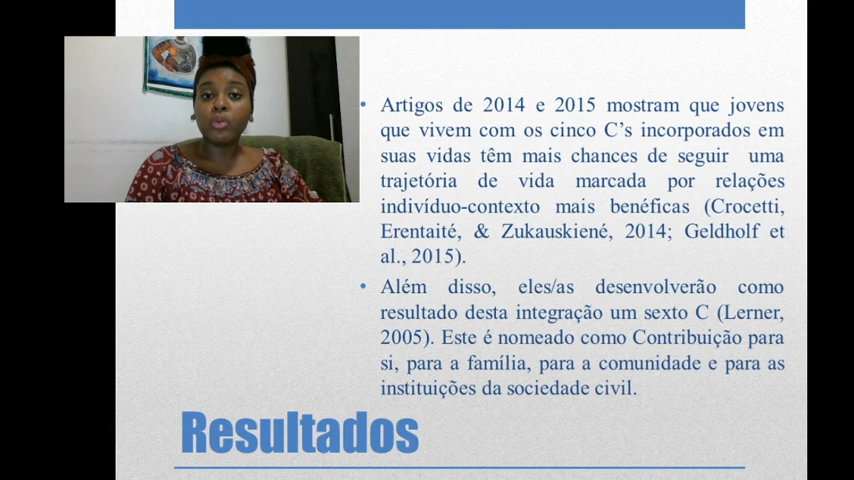 • Artigos de 2014 e 2015 mostram que jovens
que vivem com os cinco C’s incorporados em
suas vidas têm mais chances de seguir uma
trajetória de vida marcada por relações
indivíduo-contexto mais benéficas (Crocetti,
Erentaité, & Zukauskiené, 2014; Geldholf et
al., 2015).
• Além disso, eles/as desenvolverão como
resultado desta integração um sexto C (Lerner,
2005). Este é nomeado como Contribuição para
si, para a família, para a comunidade e para as
instituições da sociedade civil.
Resultados